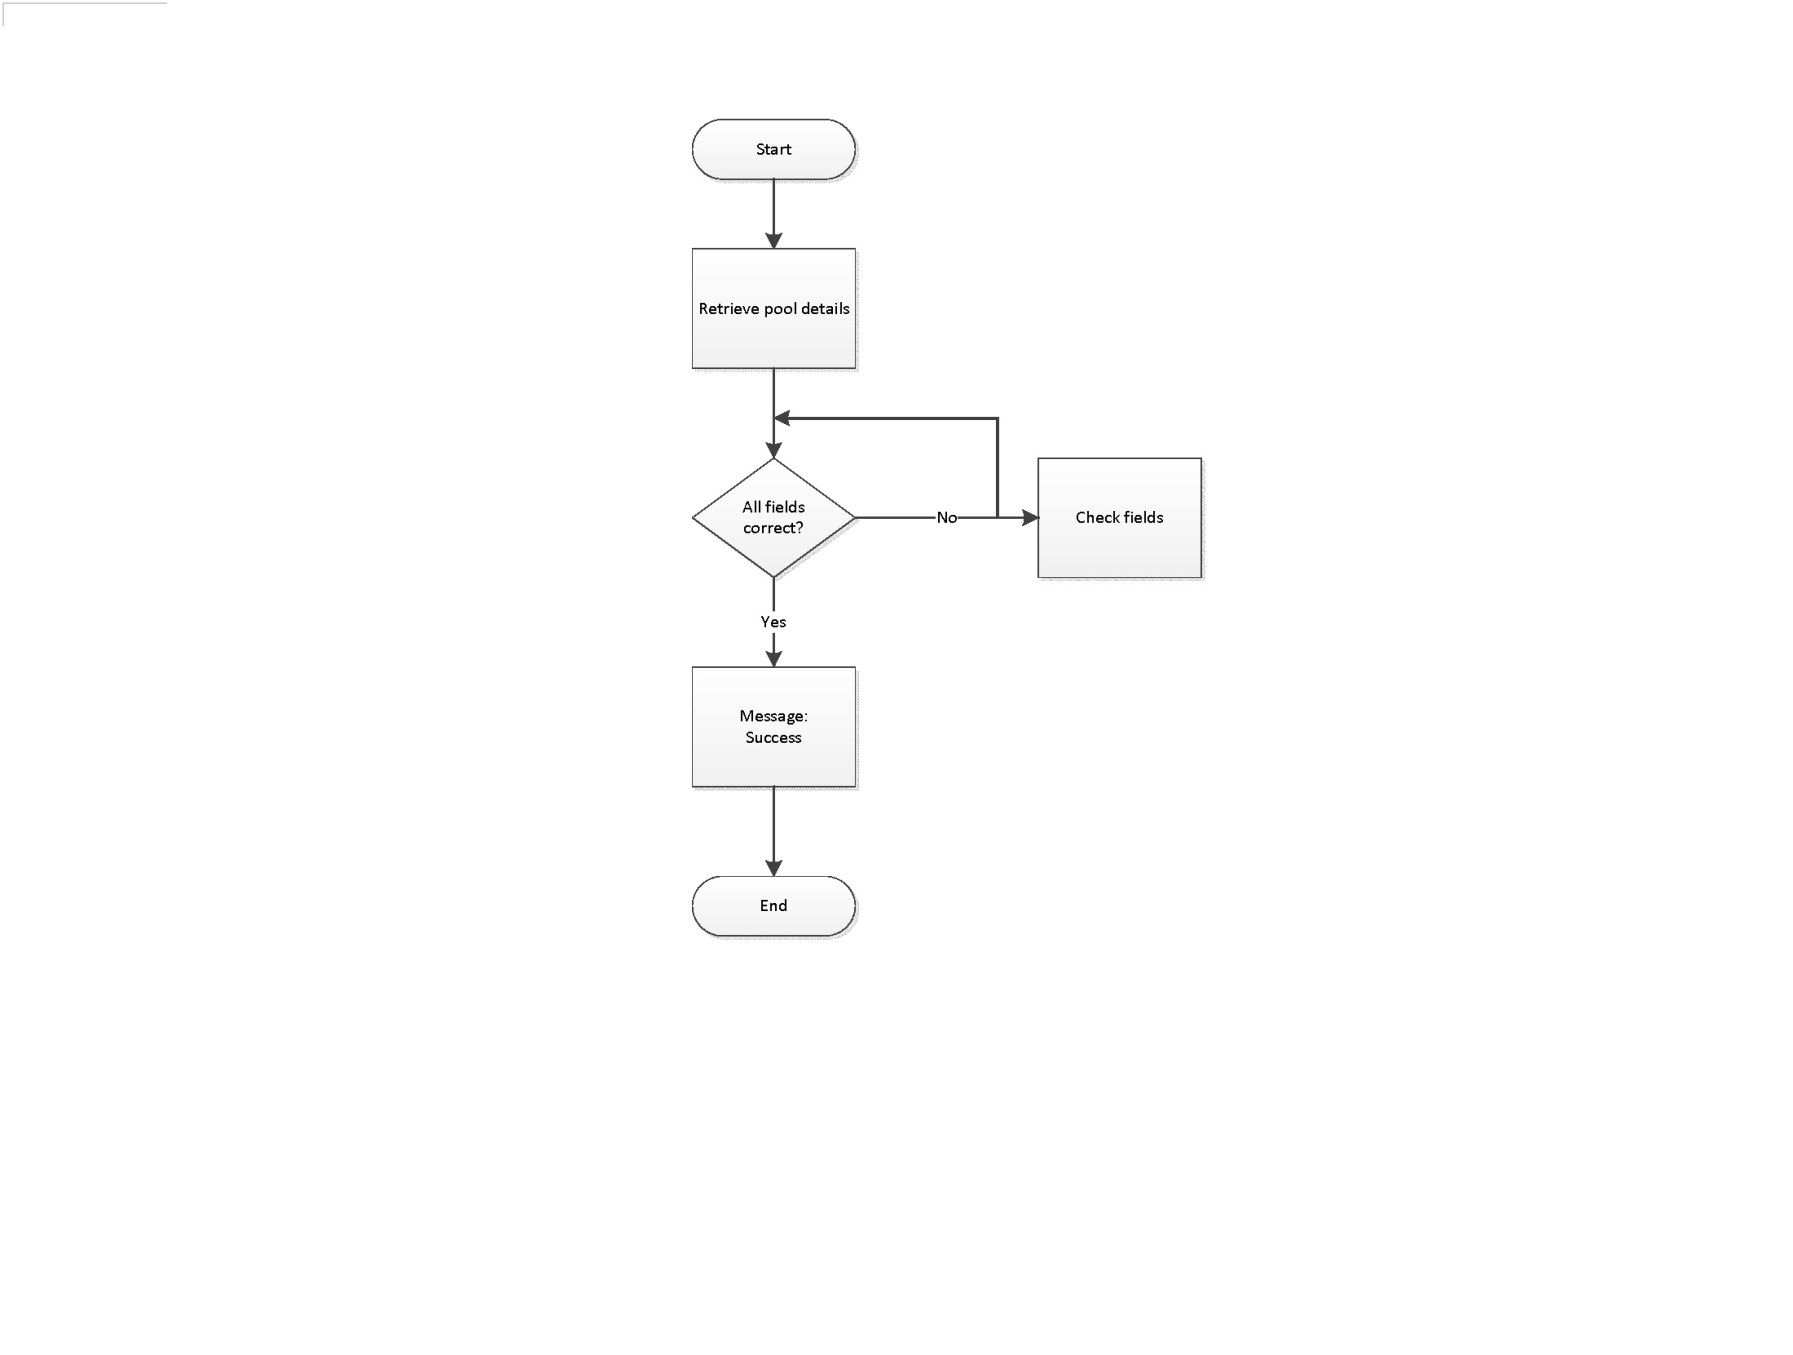 Start
Retrieve pool details
All fields
correct?
No
Check fields
Yes
Message:
Success
End